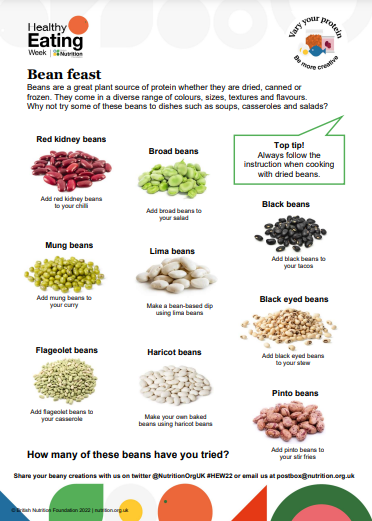 Healthy
Eating
Week
Nutrition
Vary your protein
Be more creative
Bean feast
Beans are a great plant source of protein whether they are dried, canned or
frozen. They come in a diverse range of colours, sizes, textures and flavours.
Why not try some of these beans to dishes such as soups, casseroles and salads?
Red kidney beans
Add red kidney beans
to your chilli
Broad beans
Add broad beans to
your salad
Top tip!
Always follow the
instruction when cooking
with dried beans.
Black beans
Add black beans to
your tacos
Mung beans
Add mung beans to
your curry
Lima beans
Make a bean-based dip
using lima beans
Black eyed beans
Add black eyed beans
to your stew
Flageolet beans
Add flageolet beans to
your casserole
Haricot beans
Make your own baked
beans using haricot beans
Pinto beans
Add pinto beans to
your stir fries
How many of these beans have you tried?
Share your beany creations with us on twitter @NutritionOrgUK #HEW22 or email us at postbox@nutrition.org.uk
© British Nutrition Foundation 2022 | nutrition.org.uk